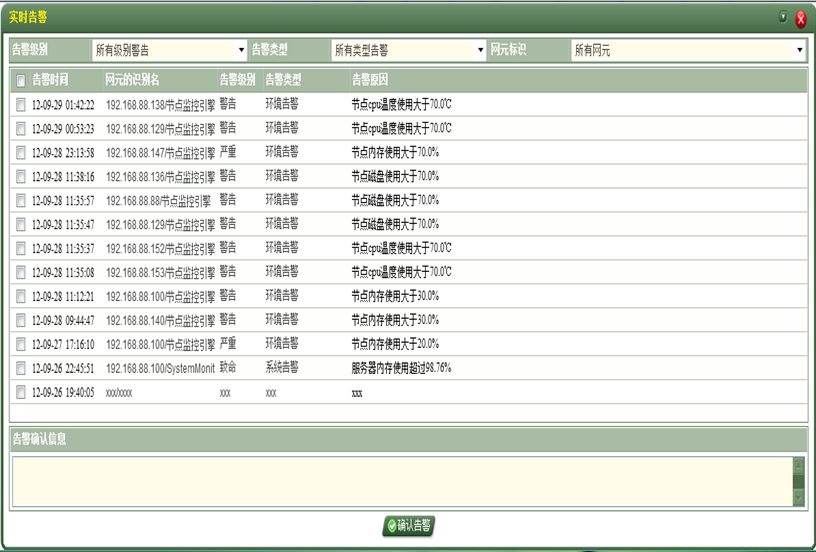 实时告警
告警级别 所有级别警告 告警类型 所有类型告警 网元标识 所有网元
告警时间 网元的识别名 告警级别 告警类型 告警原因
12-09-29 01:42:22 192.168.88.138/节点监控引擎 警告 环境告警 节点cpu温度使用大于70.0℃
12-09-29 00:53:23 192.168.88.129/节点监控引擎 警告 环境告警 节点cpu温度使用大于70.0℃
12-09-28 23:13:58 192.168.88.147/节点监控引擎 严重 环境告警 节点内存使用大于70.0%
12-09-28 11:38:16 192.168.88.136/节点监控引擎 警告 环境告警 节点磁盘使用大于70.0%
12-09-28 11:35:57 192.168.88.88/节点监控引擎 警告 环境告警 节点磁盘使用大于70.0%
12-09-28 11:35:47 192.168.88.129/节点监控引擎 警告 环境告警 节点磁盘使用大于70.0%
12-09-28 11:35:37 192.168.88.152/节点监控引擎 警告 环境告警 节点cpu温度使用大于70.0℃
12-09-28 11:35:08 192.168.88.153/节点监控引擎 警告 环境告警 节点cpu温度使用大于70.0℃
12-09-28 11:12:21 192.168.88.100/节点监控引擎 警告 环境告警 节点内存使用大于30.0%
12-09-28 09:44:47 192.168.88.140/节点监控引擎 警告 环境告警 节点内存使用大于30.0%
12-09-27 17:16:10 192.168.88.100/节点监控引擎 严重 环境告警 节点内存使用大于20.0%
12-09-26 22:45:51 192.168.88.100/SystemMonit 致命 系统告警 服务器内存使用超过98.76%
12-09-26 19:40:05 xxx/xxxx xxx xxx xxx
告警确认信息
确认告警